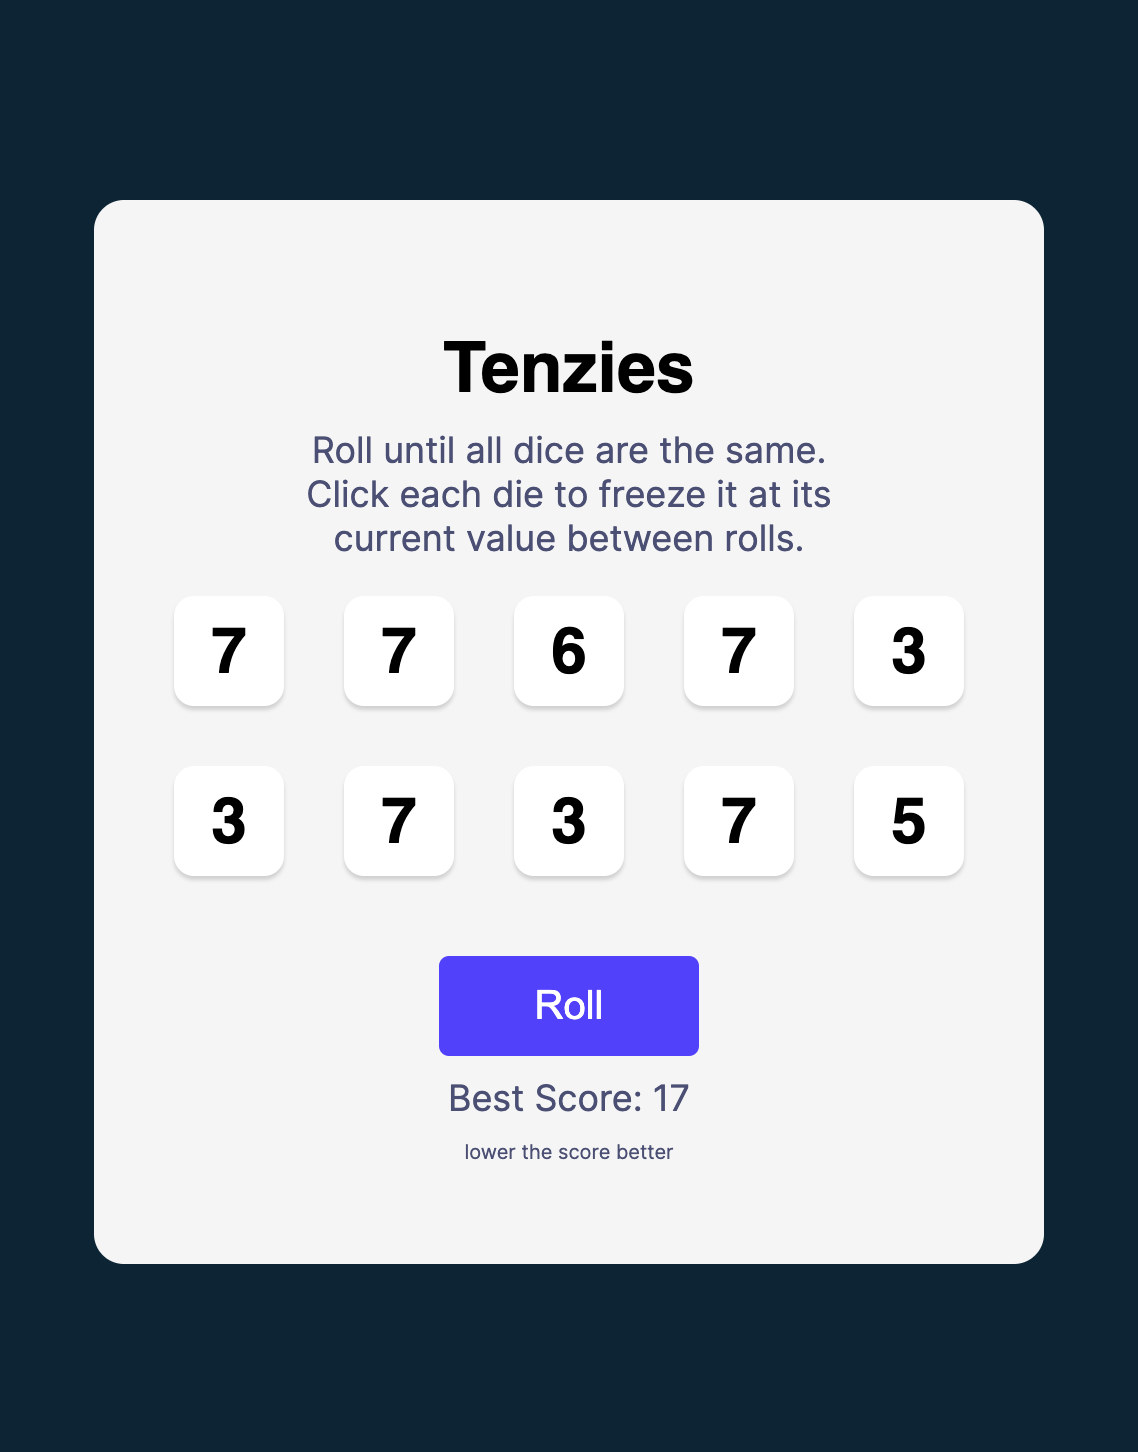 Tenzies
Roll until all dice are the same.
Click each die to freeze it at its
current value between rolls.
7 7 6 7 3
3 7 3 7 5
Roll
Best Score: 17
lower the score better